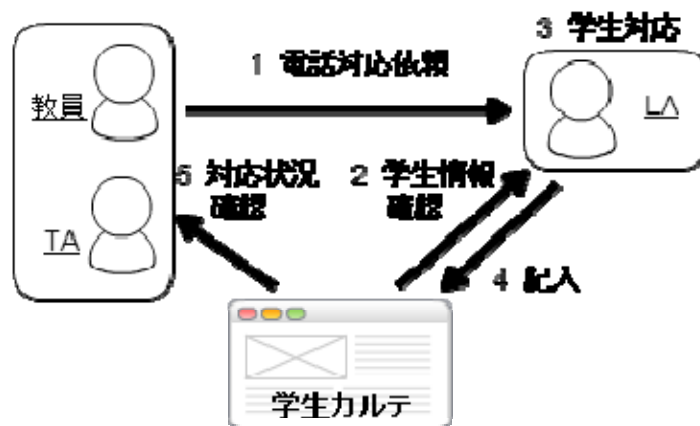 3 学生対応
1 電話対応依頼
教員
LA
5 対応状況
確認
2 学生情報
確認
TA
4 記入
学生カルテ